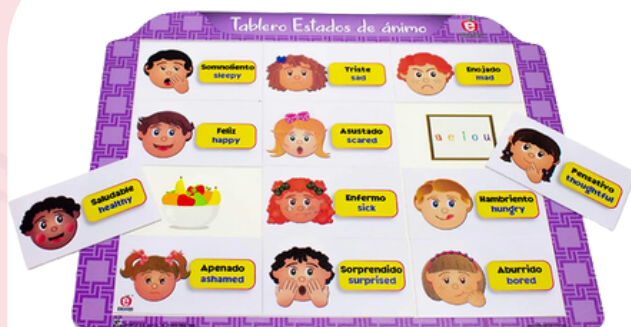 Tablero Estados de ánimo
Somnoliento
sleepy
Triste
sad
Enojado
mad
Feliz
happy
Asustado
scared
a e i o u
Pensativo
thoughtful
Saludable
healthy
Enfermo
sick
Hambriento
hungry
Apenado
ashamed
Sorprendido
surprised
Aburrido
bored